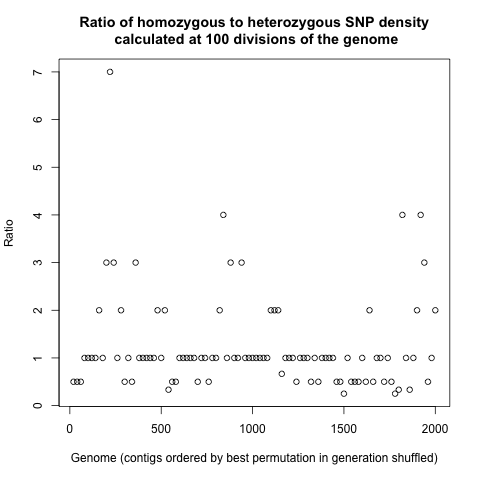 Ratio of homozygous to heterozygous SNP density
calculated at 100 divisions of the genome
7
6
5
4
3
2
1
0
Ratio
0 500 1000 1500 2000
Genome (contigs ordered by best permutation in generation shuffled)